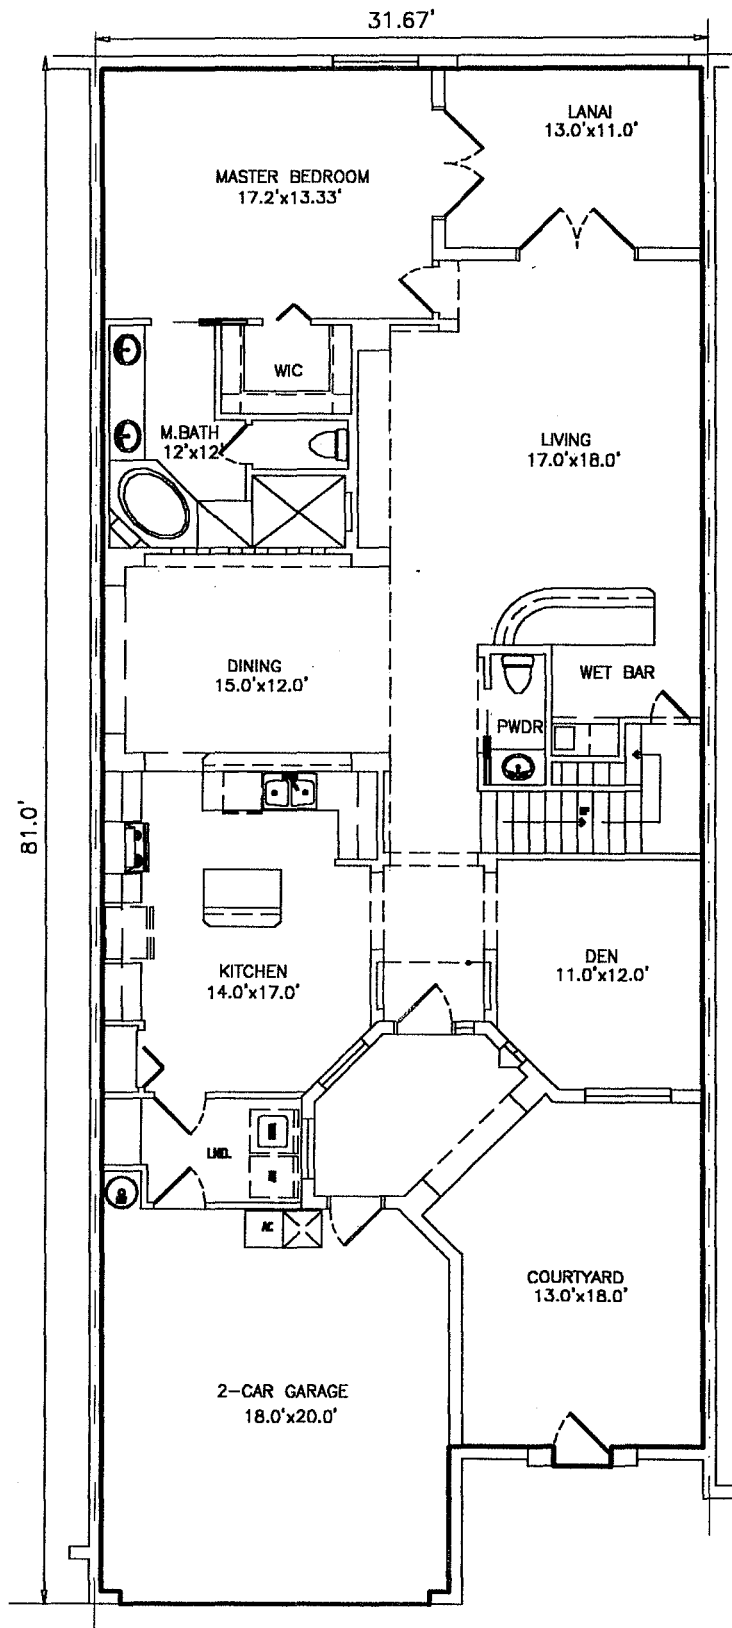 31.67'
LANAI
13.0'x11.0'
MASTER BEDROOM
17.2'x13.33'
WIC
M.BATH
12'x12'
LIVING
17.0'x18.0'
DINING
15.0'x12.0'
WET BAR
PWDR
81.0'
UP
DEN
11.0'x12.0'
KITCHEN
14.0'x17.0'
LND.
AC
COURTYARD
13.0'x18.0'
2-CAR GARAGE
18.0'x20.0'